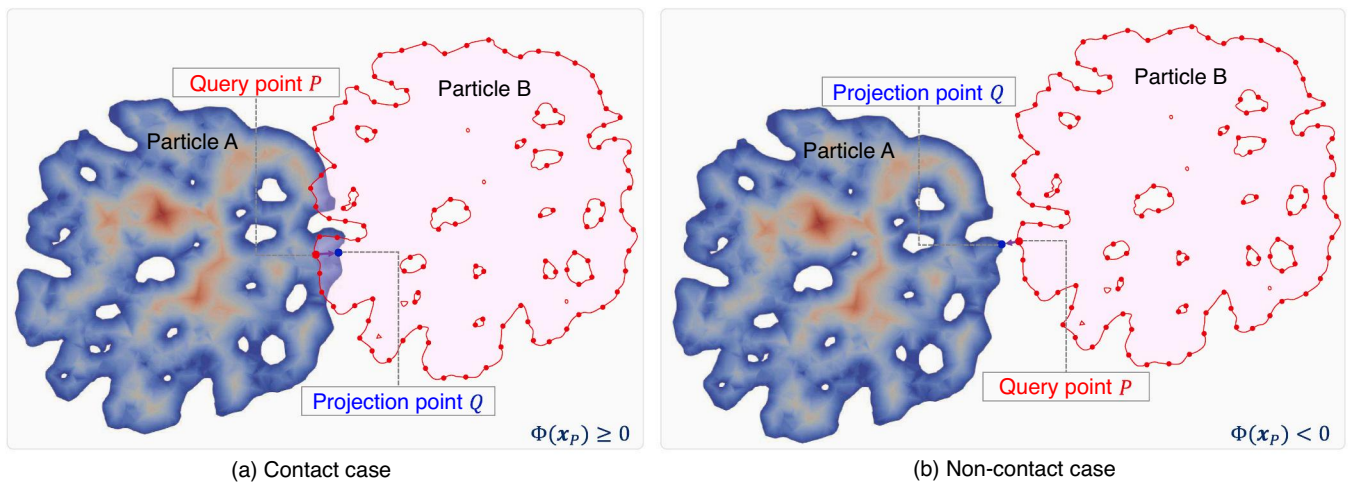 Query point P
Particle B
Particle A
Projection point Q
Φ(x_P) ≥ 0
(a) Contact case
Particle B
Projection point Q
Particle A
Query point P
Φ(x_P) < 0
(b) Non-contact case